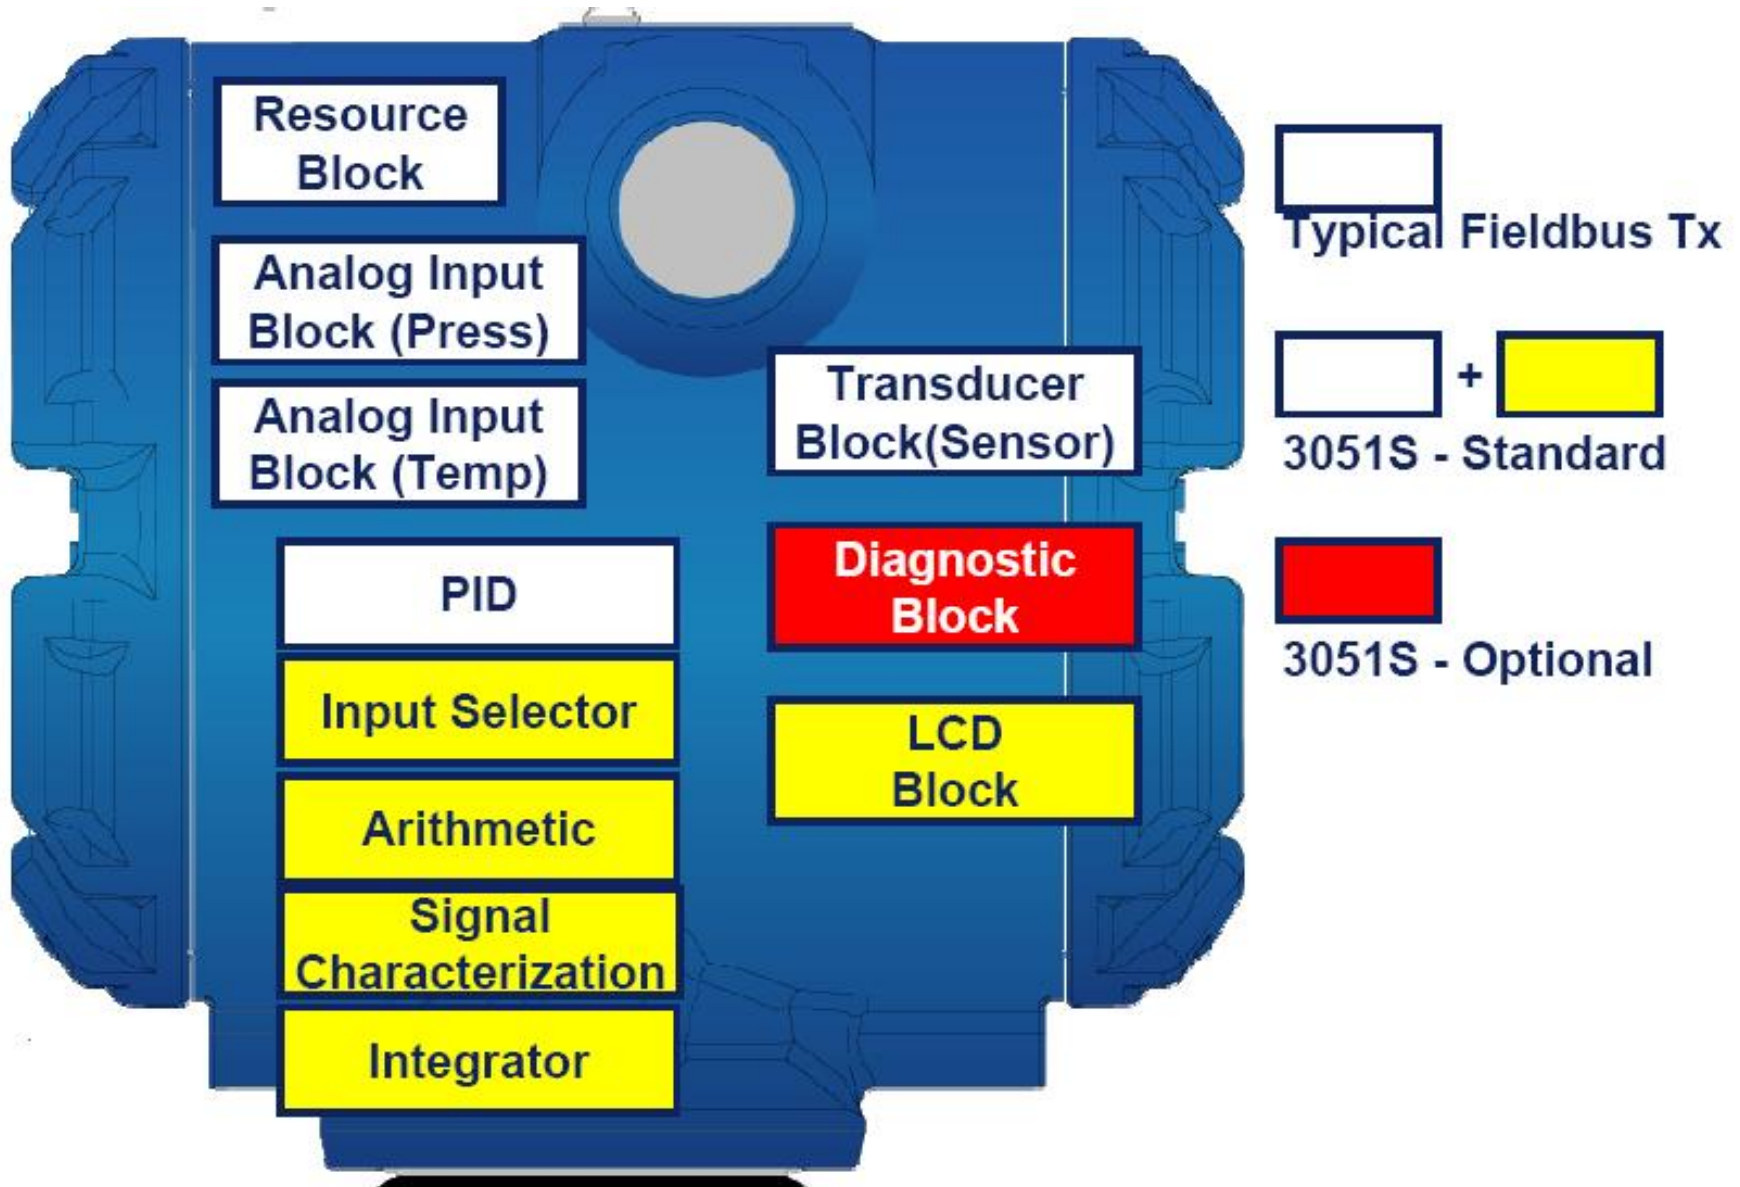 Resource
Block
Analog Input
Block (Press)
Analog Input
Block (Temp)
PID
Input Selector
Arithmetic
Signal
Characterization
Integrator
Transducer
Block(Sensor)
Diagnostic
Block
LCD
Block
Typical Fieldbus Tx
+
3051S - Standard
3051S - Optional